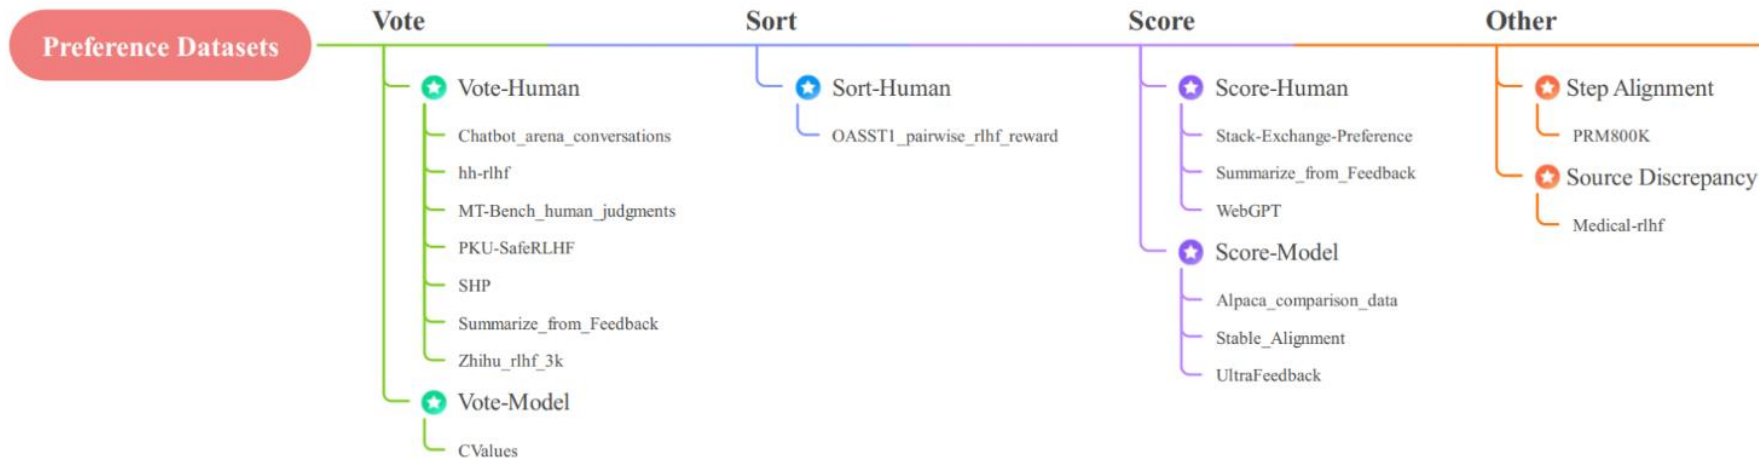 Preference Datasets
Vote
Vote-Human
Chatbot_arena_conversations
hh-rlhf
MT-Bench_human_judgments
PKU-SafeRLHF
SHP
Summarize_from_Feedback
Zhihu_rlhf_3k
Vote-Model
CValues
Sort
Sort-Human
OASST1_pairwise_rlhf_reward
Score
Score-Human
Stack-Exchange-Preference
Summarize_from_Feedback
WebGPT
Score-Model
Alpaca_comparison_data
Stable_Alignment
UltraFeedback
Other
Step Alignment
PRM800K
Source Discrepancy
Medical-rlhf